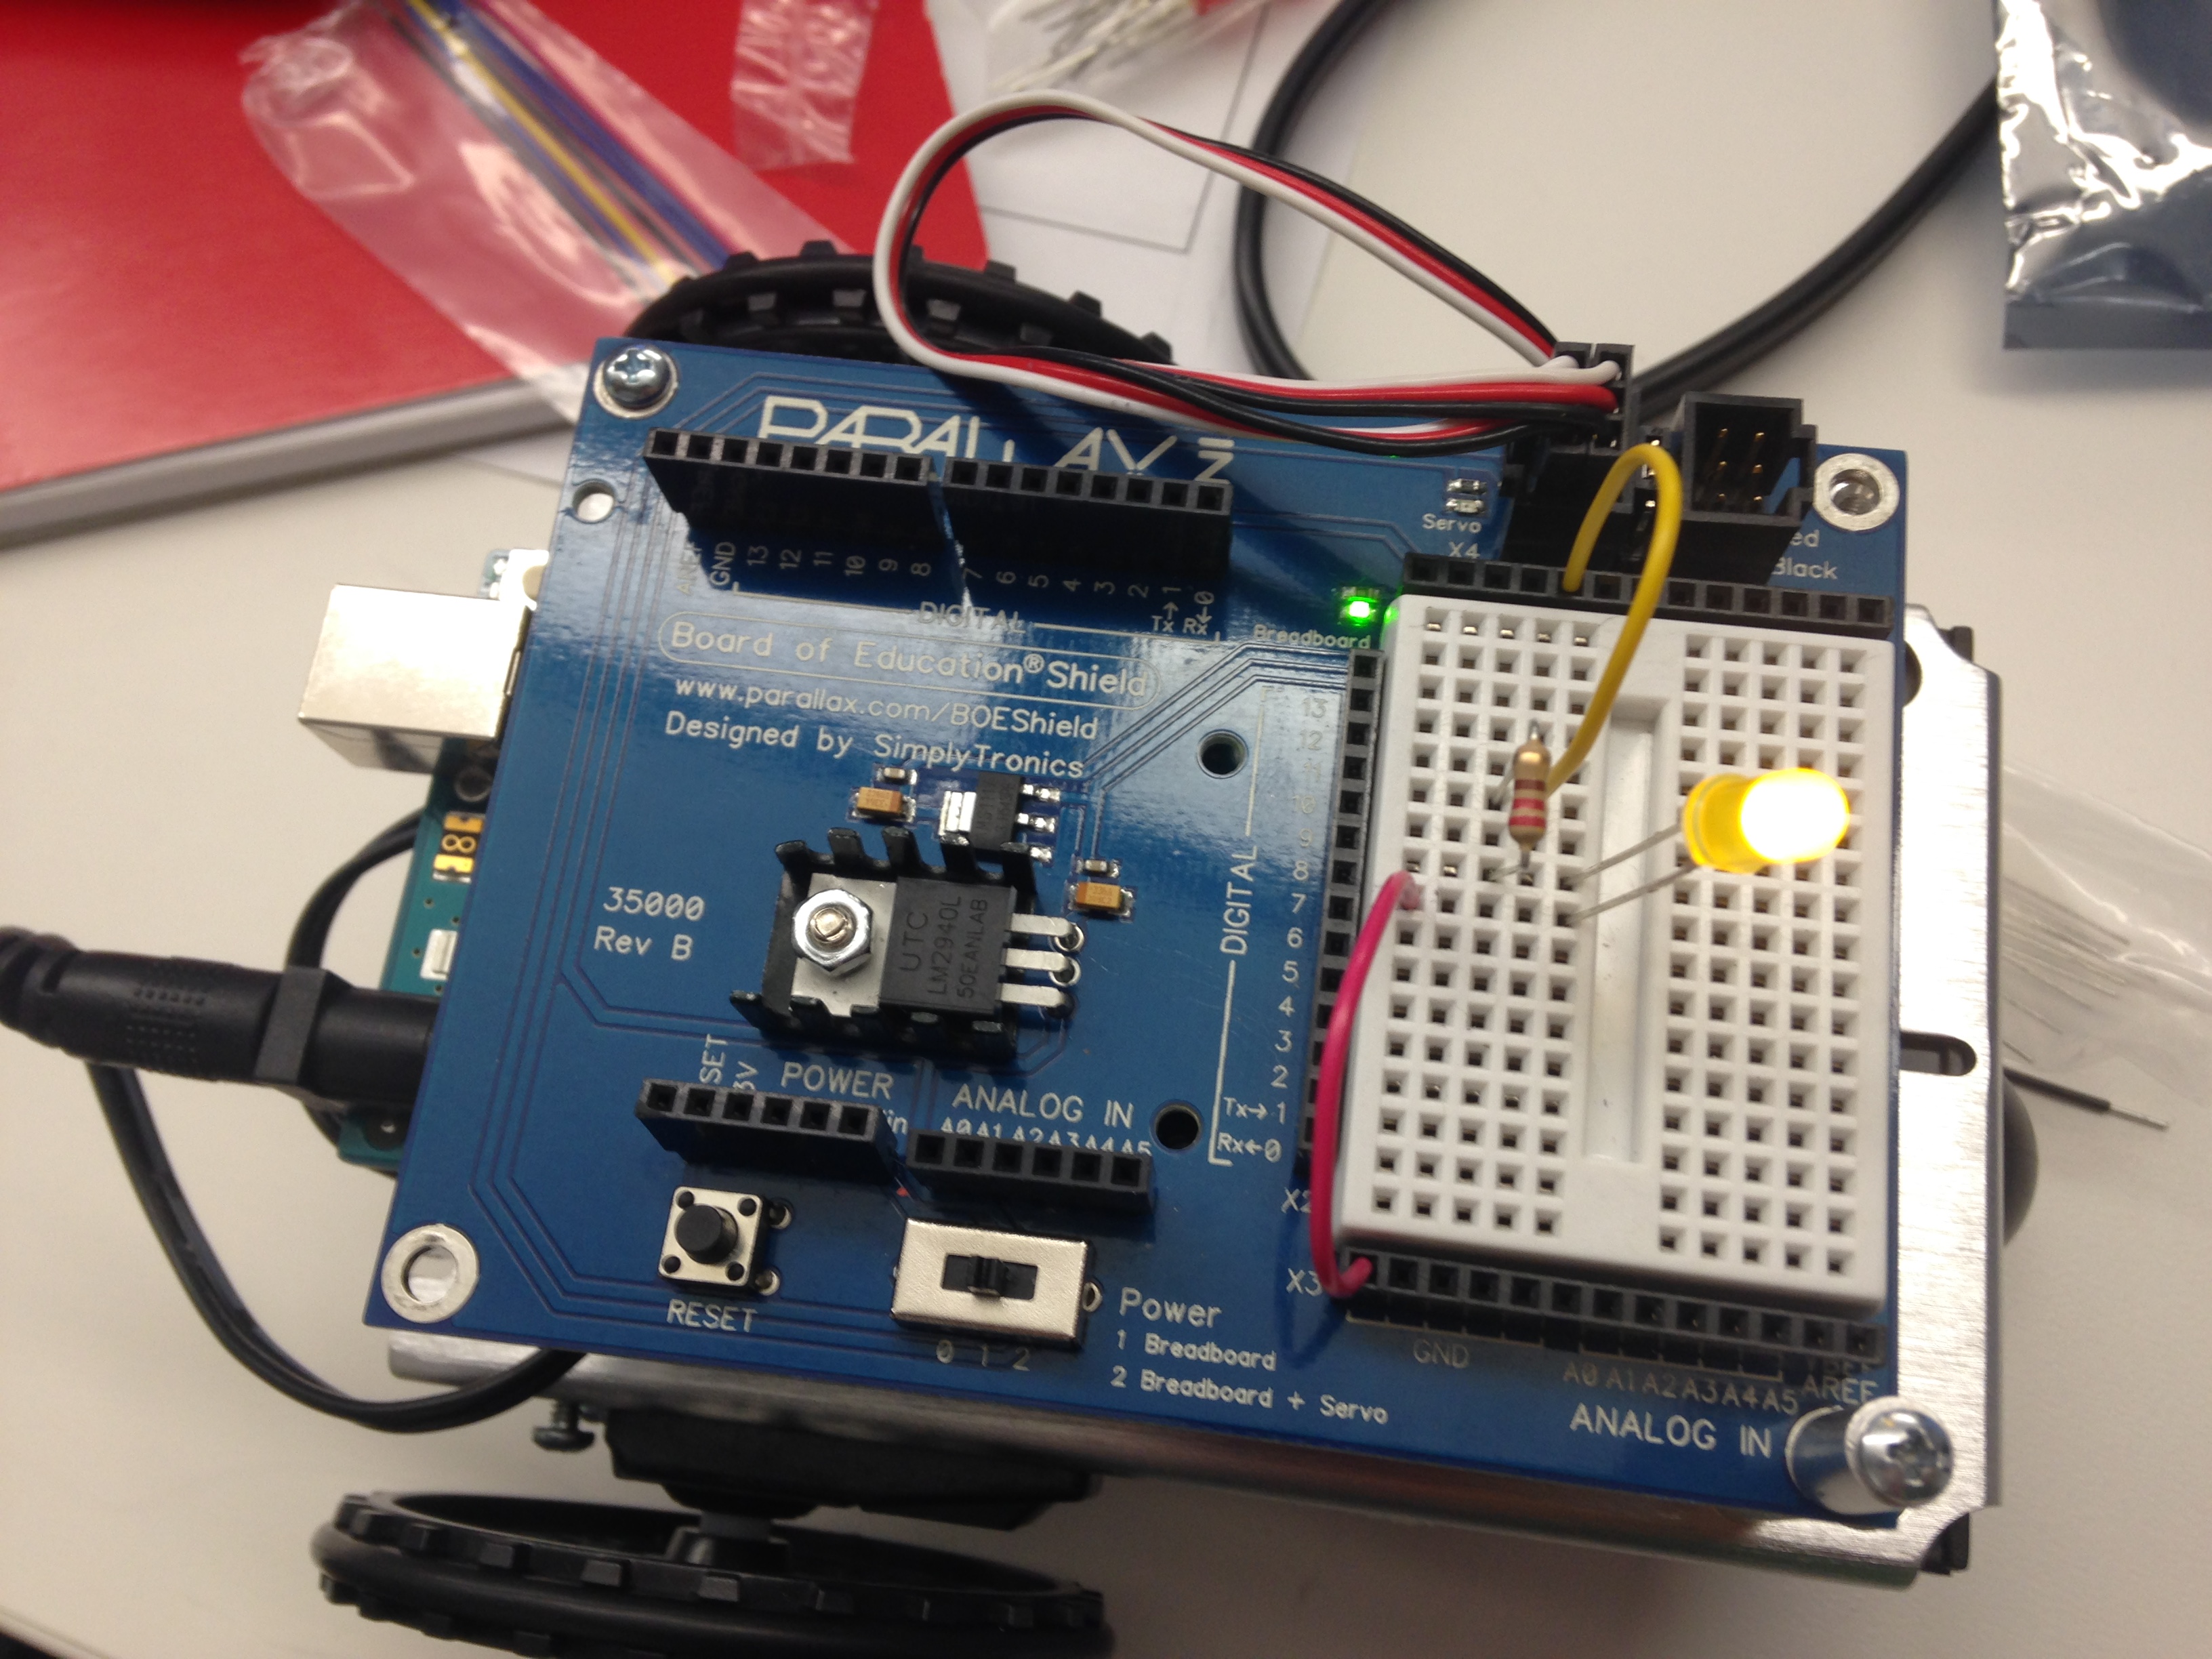 PARALLAX
Servo
X4
Black
AREF GND 13 12 11 10 9 8 7 6 5 4 3 2 1 0
Tx→ Rx←
DIGITAL
Breadboard
Board of Education® Shield
www.parallax.com/BOEShield
Designed by SimplyTronics
13
12
11
10
9
8
7
6
5
4
3
2
Tx→1
Rx←0
DIGITAL
35000
Rev B
UTC
LM2940L
50EANLAB
POWER
ANALOG IN
A0 A1 A2 A3 A4 A5
X2
X3
RESET
0 1 2
Power
1 Breadboard
2 Breadboard + Servo
GND
A0 A1 A2 A3 A4 A5
AREF
ANALOG IN